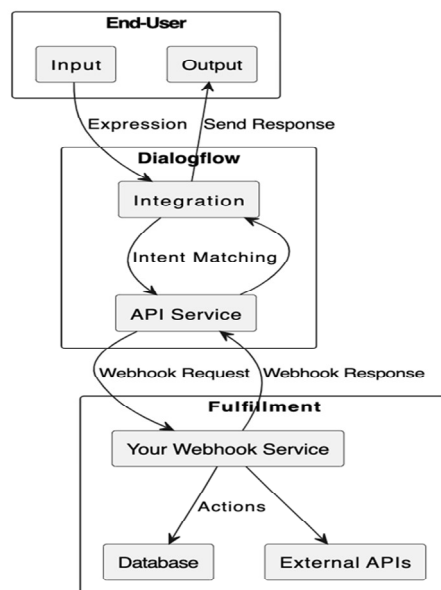 End-User
Input
Output
Expression
Send Response
Dialogflow
Integration
Intent Matching
API Service
Webhook Request
Webhook Response
Fulfillment
Your Webhook Service
Actions
Database
External APIs